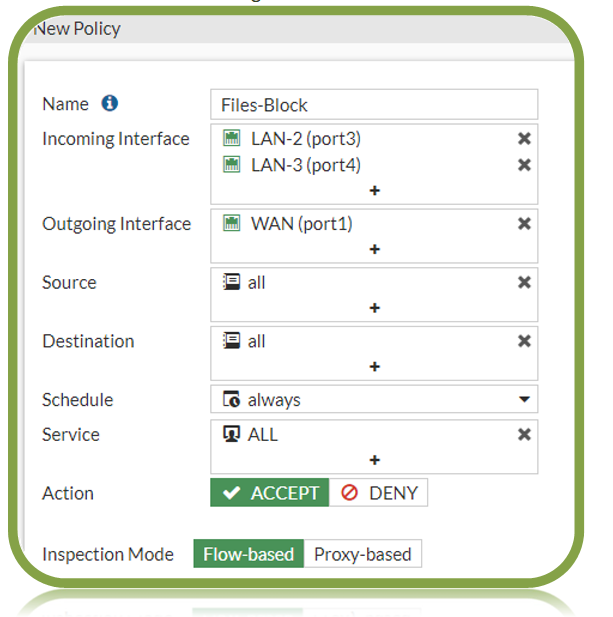 New Policy
Name Files-Block
Incoming Interface LAN-2 (port3)
LAN-3 (port4)
+
Outgoing Interface WAN (port1)
+
Source all
+
Destination all
+
Schedule always
Service ALL
+
Action ACCEPT DENY
Inspection Mode Flow-based Proxy-based